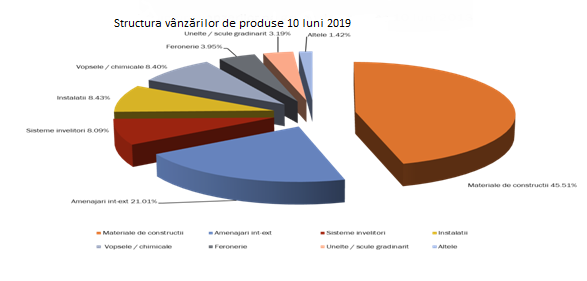 Structura vânzărilor de produse 10 luni 2019
Unelte / scule gradinarit 3.19%
Altele 1.42%
Feronerie 3.95%
Vopsele / chimicale 8.40%
Instalatii 8.43%
Sisteme invelitori 8.09%
Amenajari int-ext 21.01%
Materiale de constructii 45.51%
Materiale de constructii
Amenajari int-ext
Sisteme invelitori
Instalatii
Vopsele / chimicale
Feronerie
Unelte / scule gradinarit
Altele